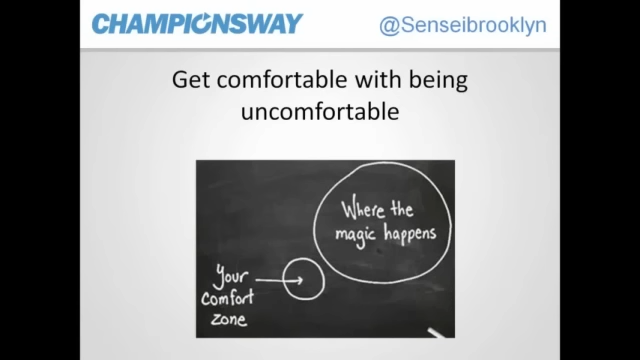 CHAMPIONSWAY
@Senseibrooklyn
Get comfortable with being
uncomfortable
Where the
magic happens
Your
comfort
zone